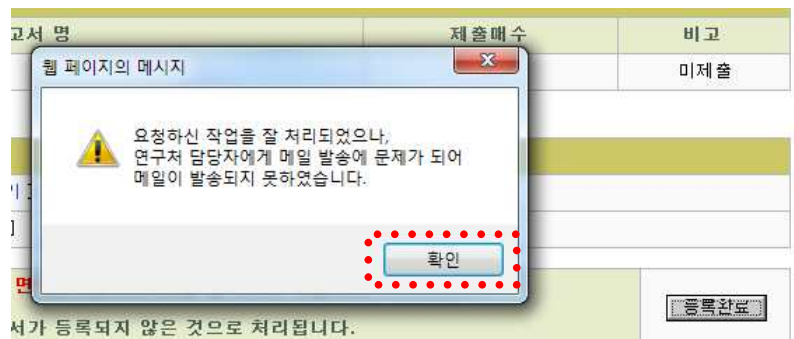 고서 명 제출매수 비고
웹 페이지의 메시지
미제출
요청하신 작업을 잘 처리되었으나,
연구처 담당자에게 메일 발송에 문제가 되어
메일이 발송되지 못하였습니다.
확인
면
등록완료
서가 등록되지 않은 것으로 처리됩니다.